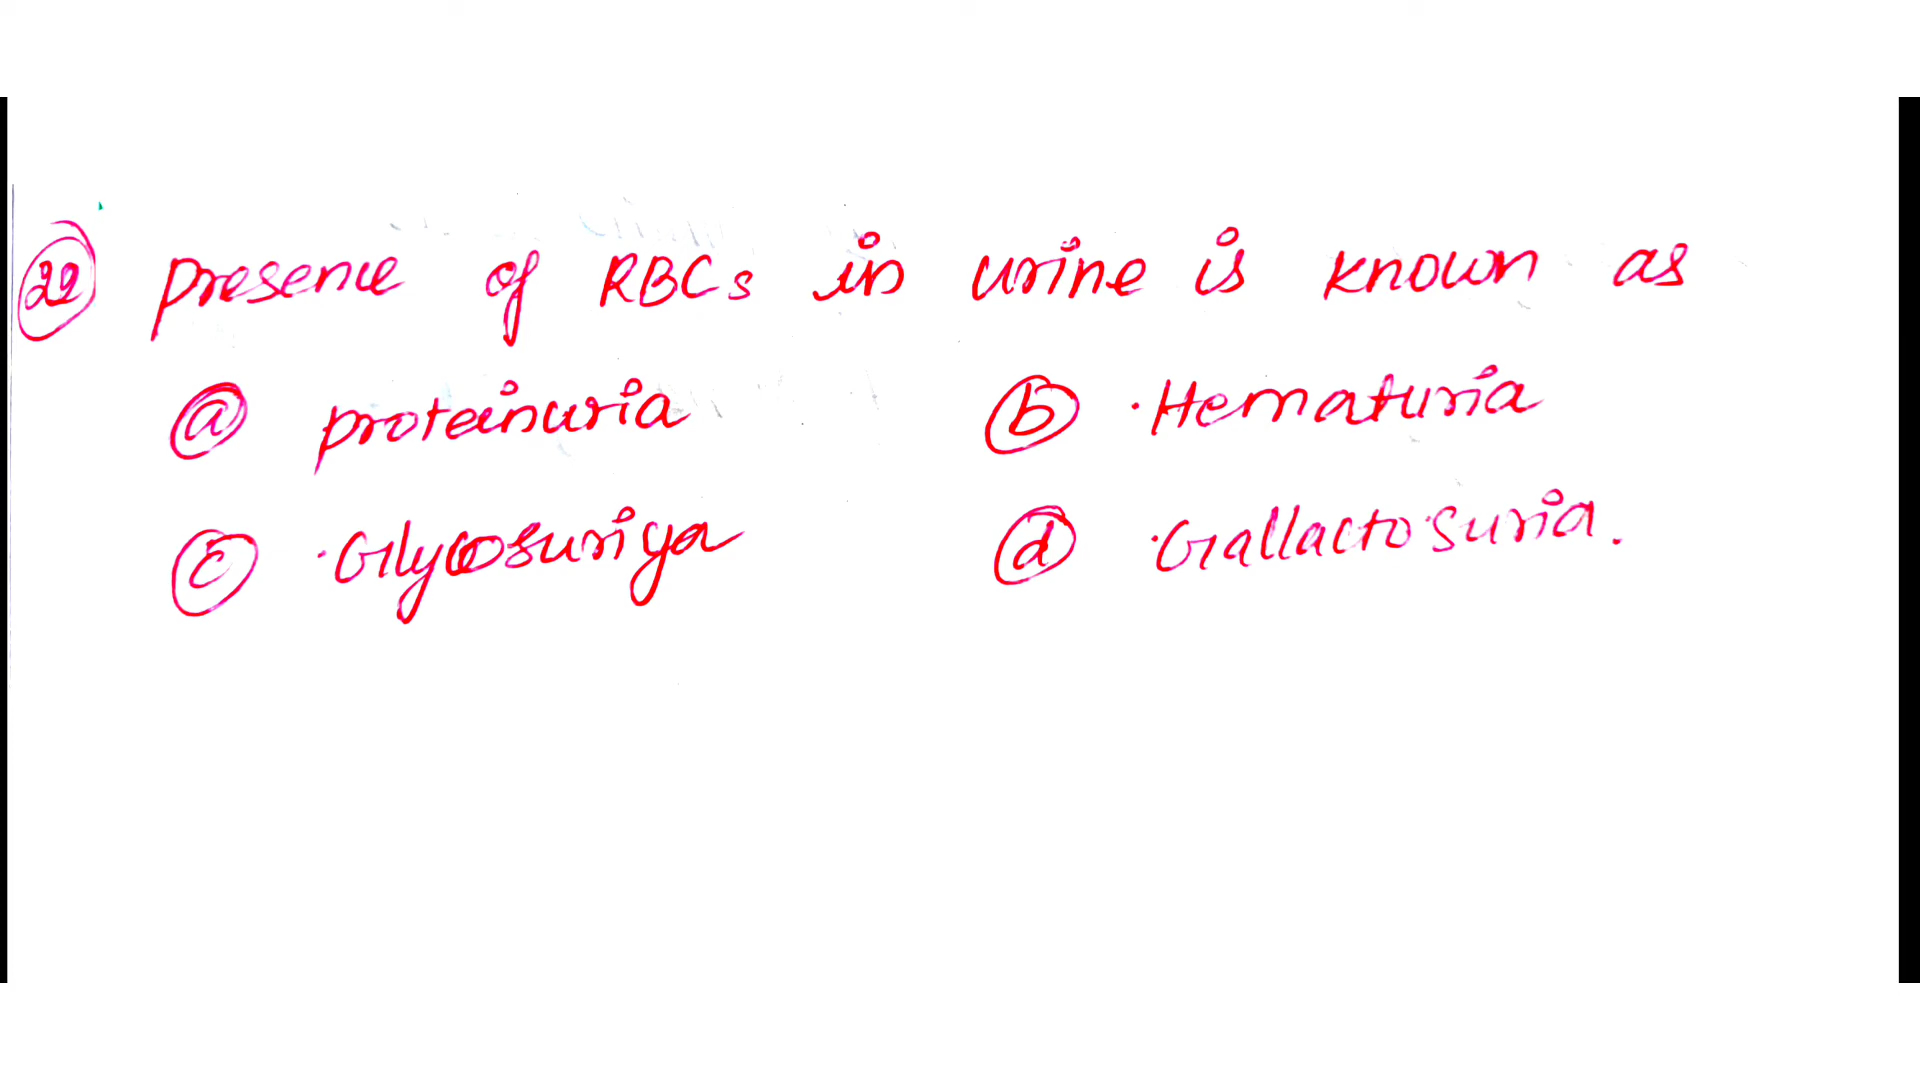 22 presence of RBCs in urine is known as
a proteinuria b Hematuria
c Glycosuriya d Gallactosuria.